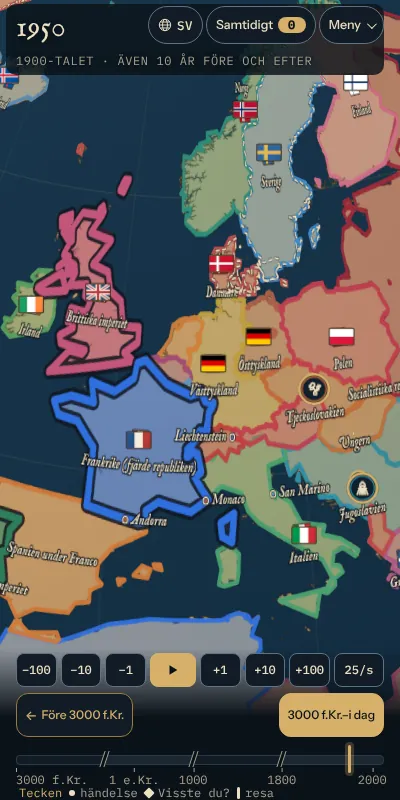 1950
SV
Samtidigt 0
Meny
1900-TALET · ÄVEN 10 ÅR FÖRE OCH EFTER
Norge
Finland
Sverige
Danmark
Irland
Brittiska imperiet
Östtyskland
Polen
Västtyskland
Socialistiska
Tjeckoslovakien
Liechtenstein
Ungern
Frankrike (fjärde republiken)
San Marino
Monaco
Jugoslavien
Andorra
Italien
Spanien under Franco
-100
-10
-1
+1
+10
+100
25/s
← Före 3000 f.Kr.
3000 f.Kr.–i dag
3000 f.Kr.
1 e.Kr.
1000
1800
2000
Tecken ● händelse ◆ Visste du? resa